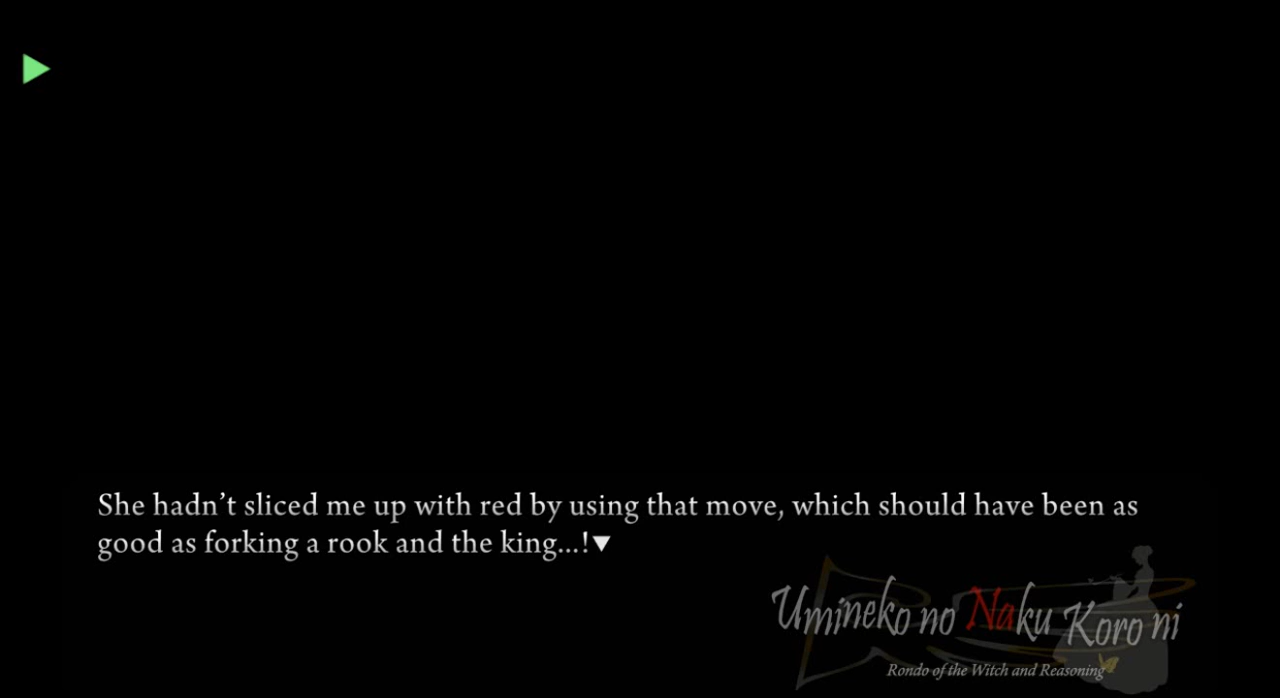 She hadn’t sliced me up with red by using that move, which should have been as
good as forking a rook and the king...!▼
Umineko no Naku Koro ni
Rondo of the Witch and Reasoning